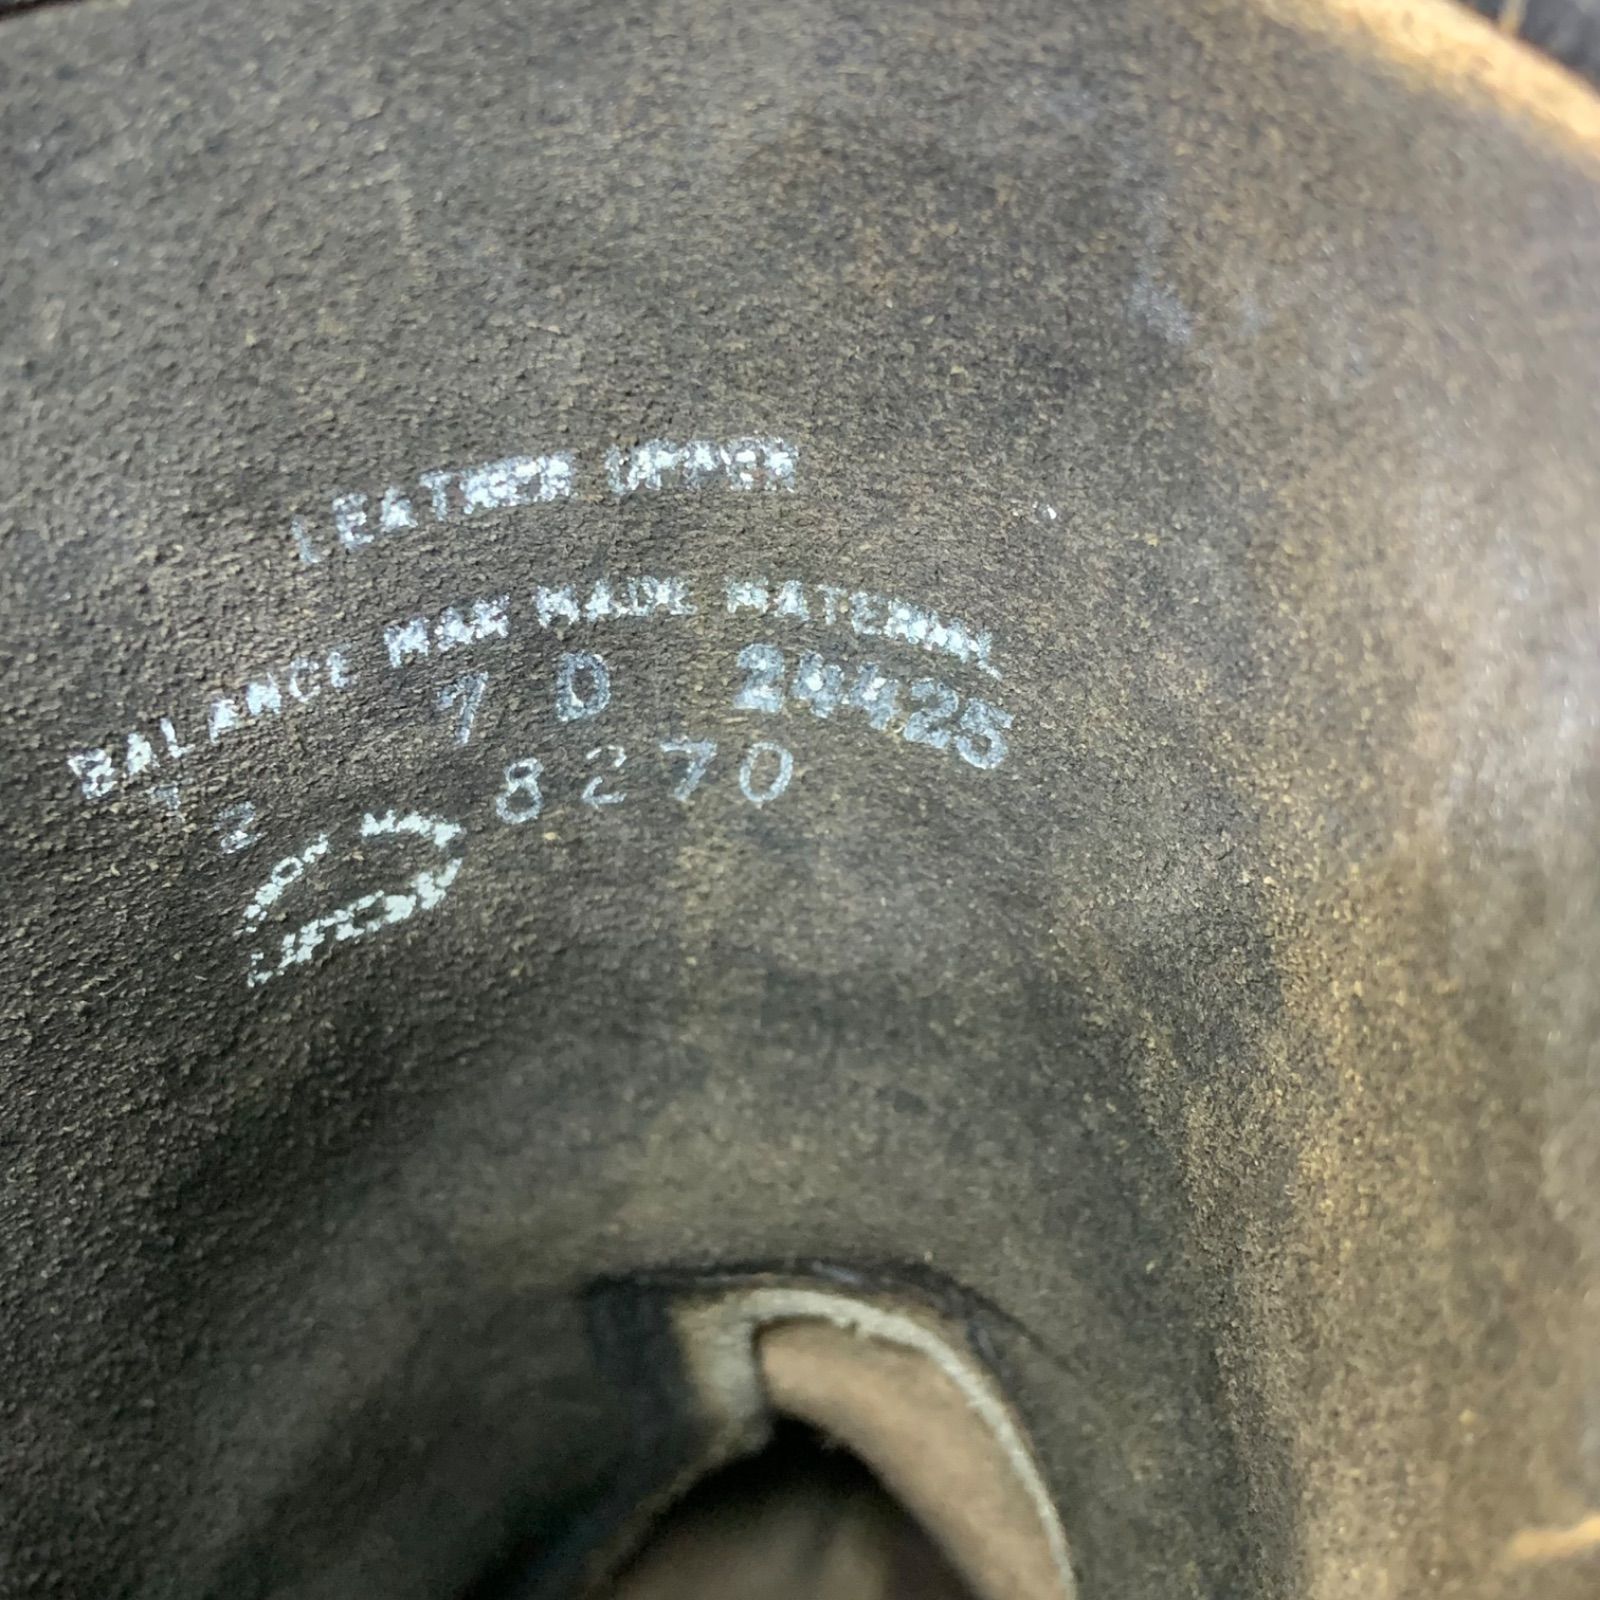 LEATHER UPPER
BALANCE MAN MADE MATERIAL
7 D 24425
8270